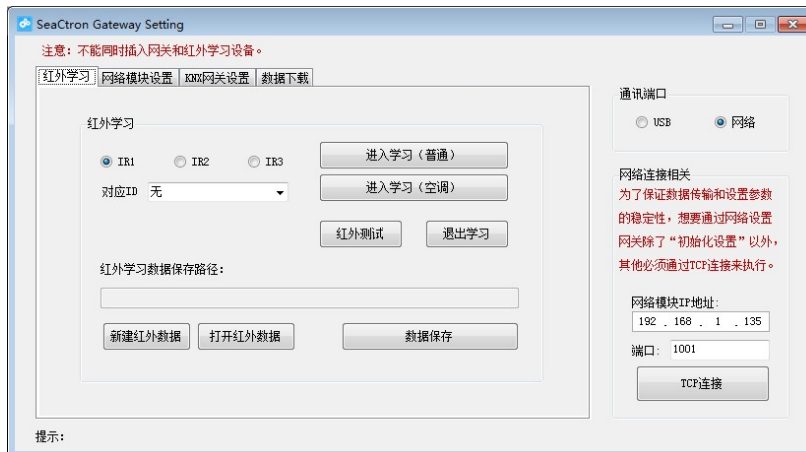 SeaCtron Gateway Setting
注意：不能同时插入网关和红外学习设备。
红外学习 网络模块设置 KNX网关设置 数据下载
红外学习
IR1 IR2 IR3
进入学习（普通）
对应ID 无
进入学习（空调）
红外测试 退出学习
红外学习数据保存路径：
新建红外数据 打开红外数据 数据保存
通讯端口
USB 网络
网络连接相关
为了保证数据传输和设置参数
的稳定性，想要通过网络设置
网关除了“初始化设置”以外，
其他必须通过TCP连接来执行。
网络模块IP地址：
192 . 168 . 1 . 135
端口： 1001
TCP连接
提示：